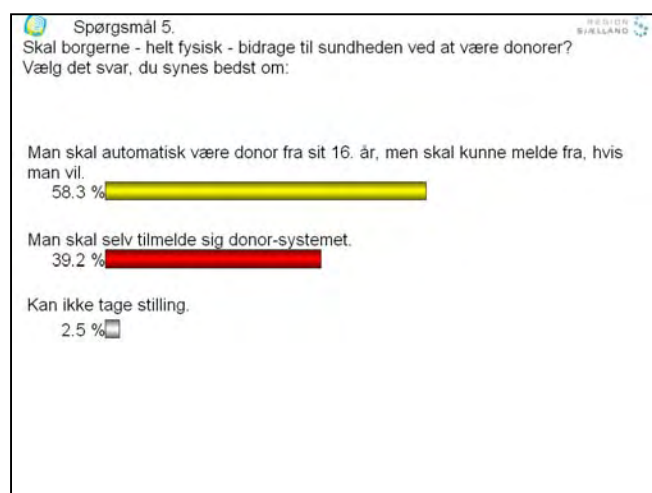 Spørgsmål 5.
REGION
SJÆLLAND
Skal borgerne - helt fysisk - bidrage til sundheden ved at være donorer?
Vælg det svar, du synes bedst om:
Man skal automatisk være donor fra sit 16. år, men skal kunne melde fra, hvis
man vil.
58.3 %
Man skal selv tilmelde sig donor-systemet.
39.2 %
Kan ikke tage stilling.
2.5 %